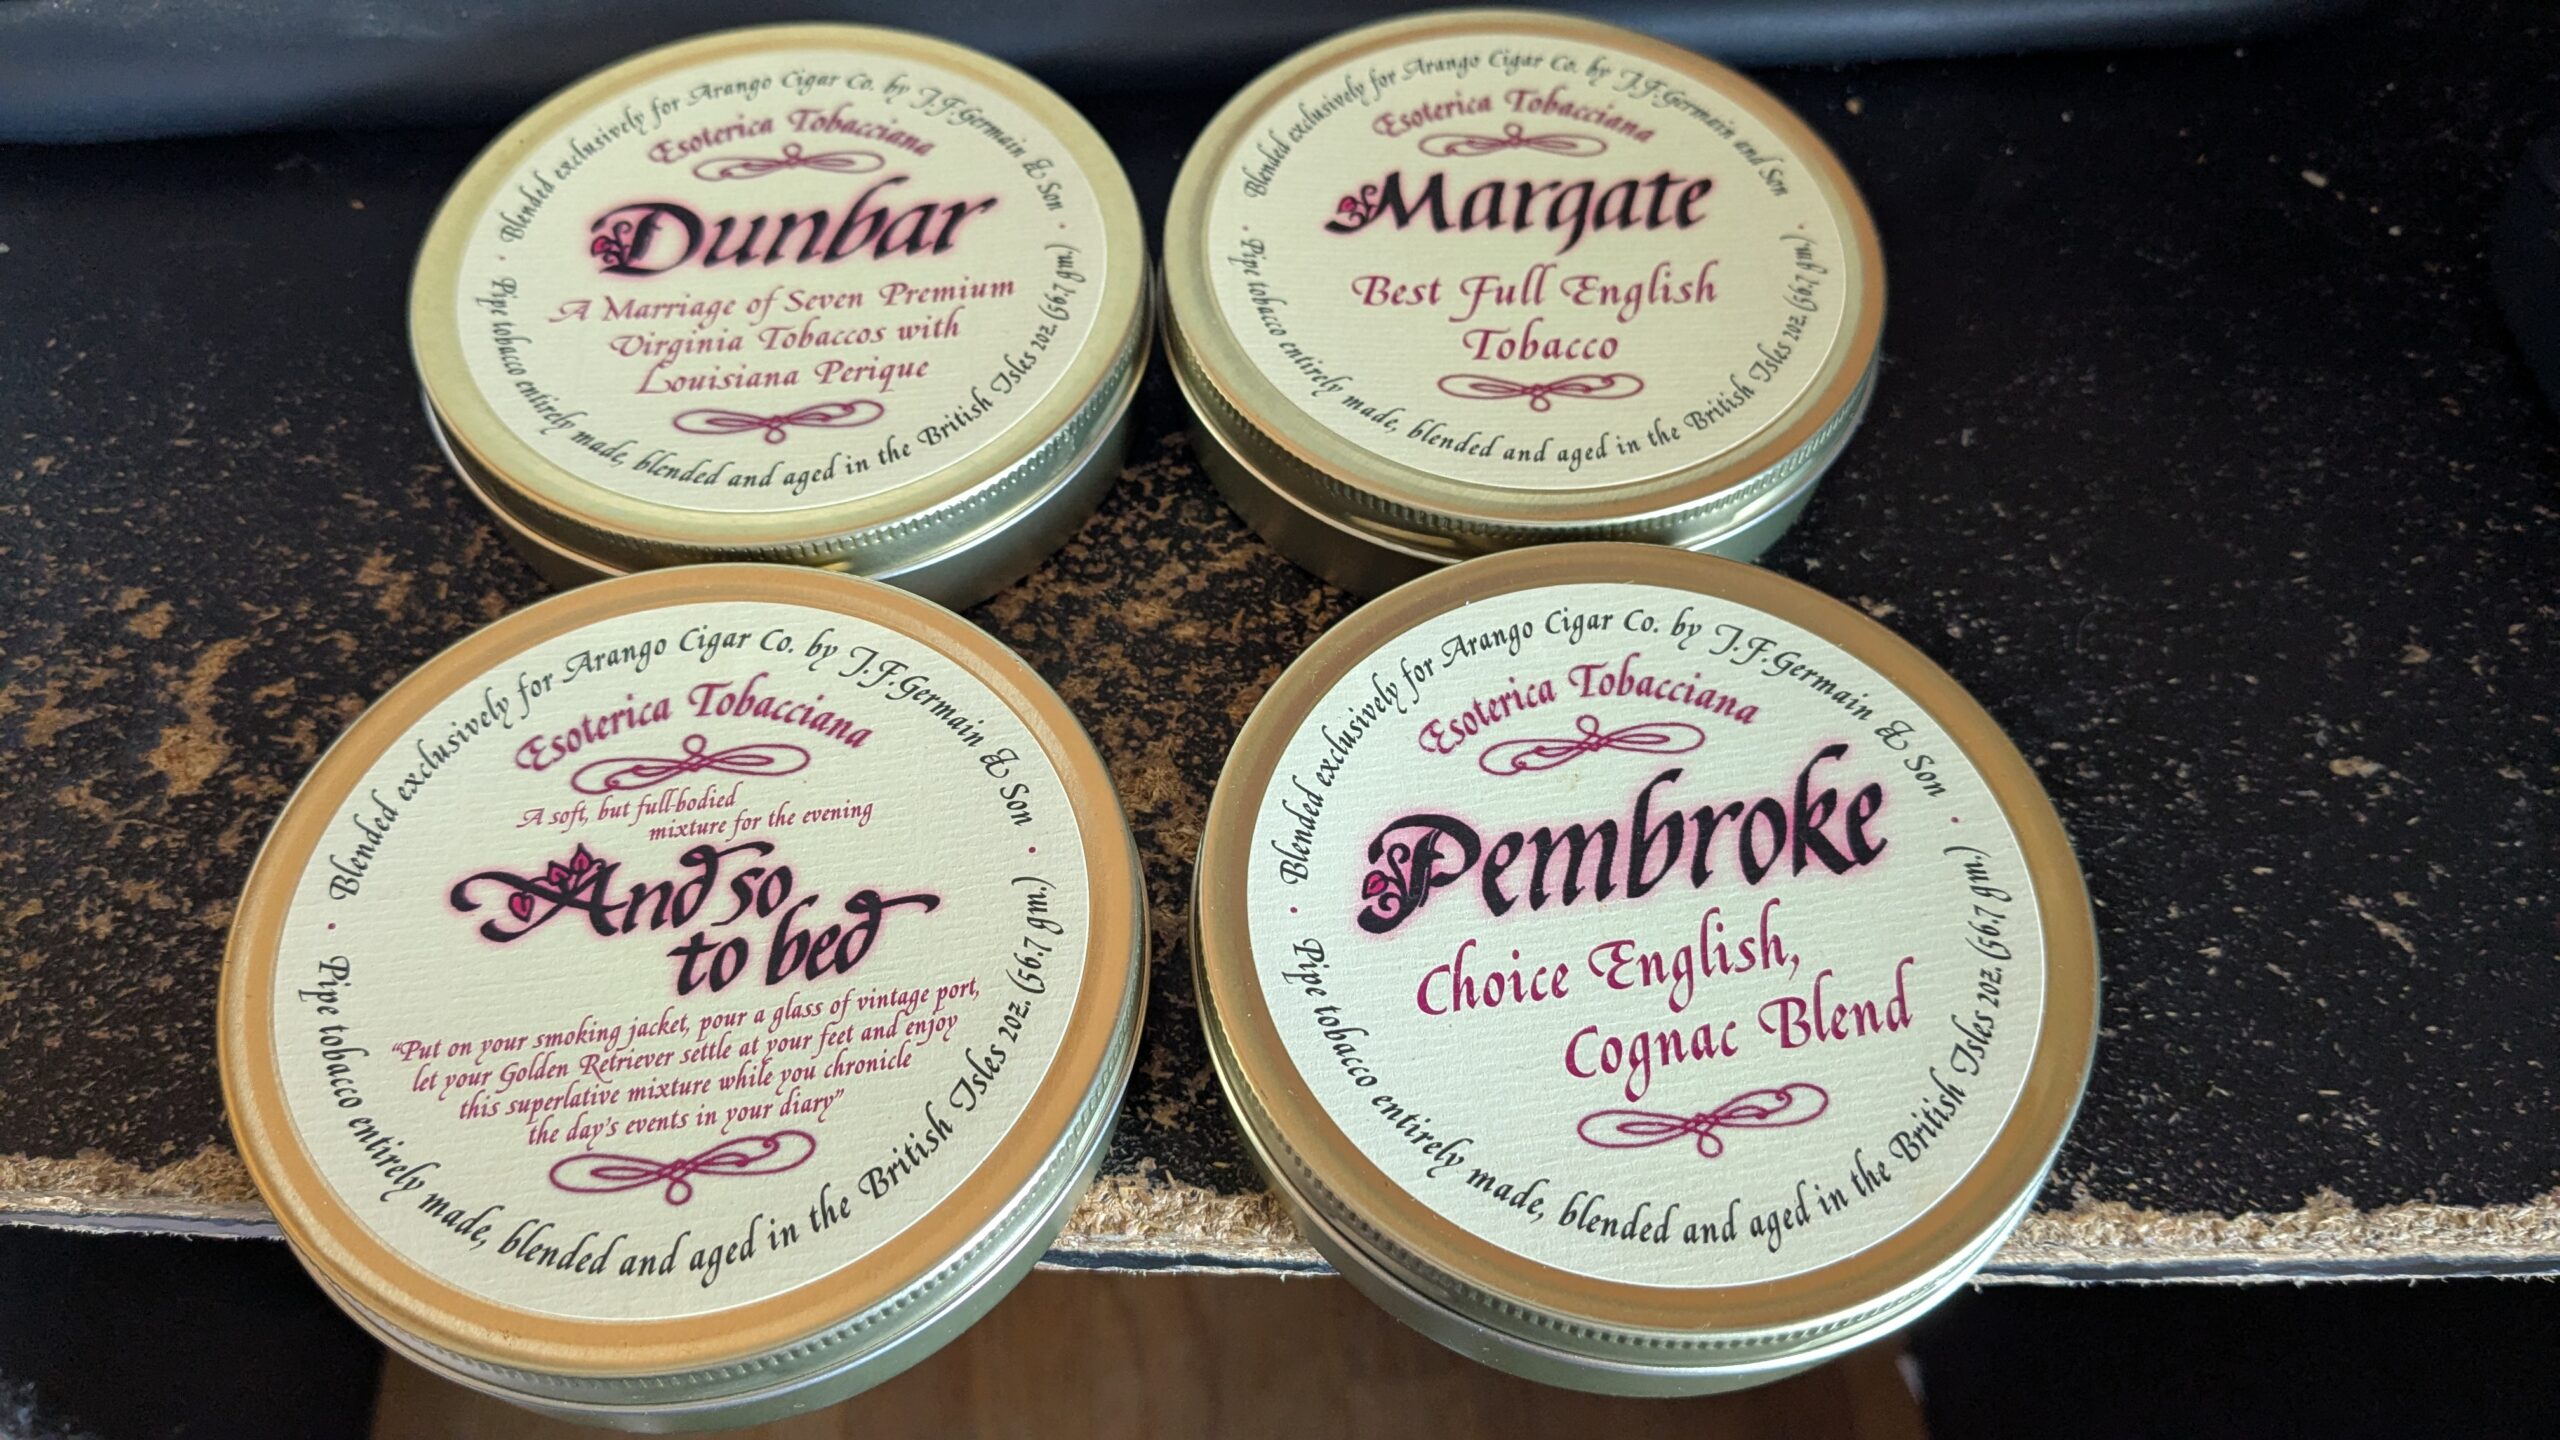 Blended exclusively for Arango Cigar Co. by J.F. Germain & Son
Esoterica Tobacciana
Dunbar
A Marriage of Seven Premium
Virginia Tobaccos with
Louisiana Perique
Pipe tobacco entirely made, blended and aged in the British Isles 2oz. (56.7 gm.)
Blended exclusively for Arango Cigar Co. by J.F. Germain and Son
Esoterica Tobacciana
Margate
Best Full English
Tobacco
Pipe tobacco entirely made, blended and aged in the British Isles 2oz. (56.7 gm.)
Blended exclusively for Arango Cigar Co. by J.F. Germain & Son
Esoterica Tobacciana
A soft, but full-bodied
mixture for the evening
And so
to bed
"Put on your smoking jacket, pour a glass of vintage port,
let your Golden Retriever settle at your feet and enjoy
this superlative mixture while you chronicle
the day's events in your diary"
Pipe tobacco entirely made, blended and aged in the British Isles 2oz. (56.7 gm.)
Blended exclusively for Arango Cigar Co. by J.F. Germain & Son
Esoterica Tobacciana
Pembroke
Choice English,
Cognac Blend
Pipe tobacco entirely made, blended and aged in the British Isles 2oz. (56.7 gm.)